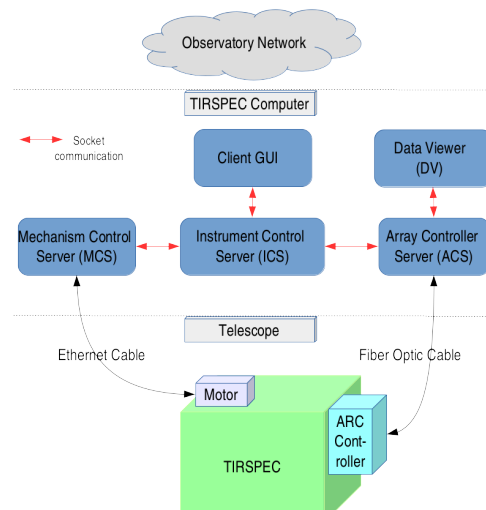 Observatory Network
TIRSPEC Computer
Socket
communication
Client GUI
Data Viewer
(DV)
Mechanism Control
Server (MCS)
Instrument Control
Server (ICS)
Array Controller
Server (ACS)
Telescope
Ethernet Cable
Fiber Optic Cable
Motor
ARC
Cont-
roller
TIRSPEC